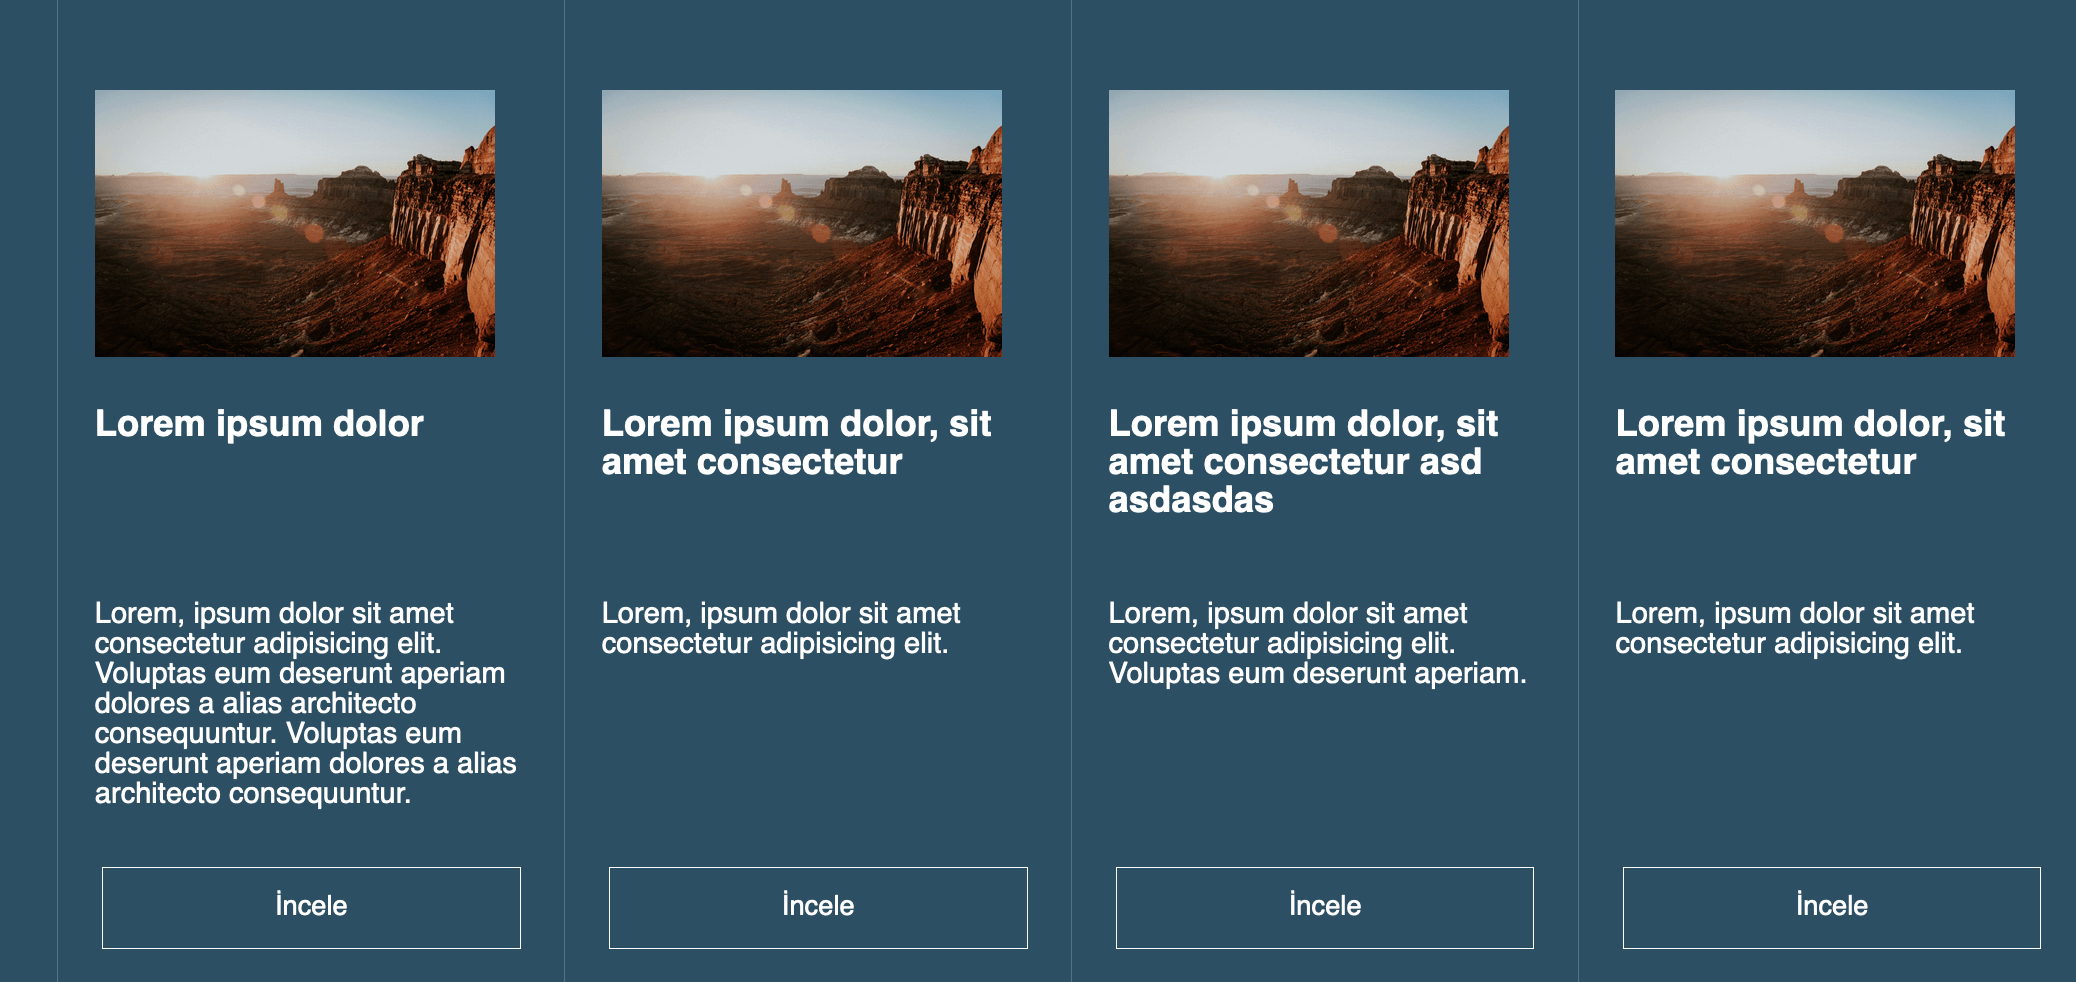 Lorem ipsum dolor
Lorem, ipsum dolor sit amet
consectetur adipisicing elit.
Voluptas eum deserunt aperiam
dolores a alias architecto
consequuntur. Voluptas eum
deserunt aperiam dolores a alias
architecto consequuntur.
İncele
Lorem ipsum dolor, sit
amet consectetur
Lorem, ipsum dolor sit amet
consectetur adipisicing elit.
İncele
Lorem ipsum dolor, sit
amet consectetur asd
asdasdas
Lorem, ipsum dolor sit amet
consectetur adipisicing elit.
Voluptas eum deserunt aperiam.
İncele
Lorem ipsum dolor, sit
amet consectetur
Lorem, ipsum dolor sit amet
consectetur adipisicing elit.
İncele